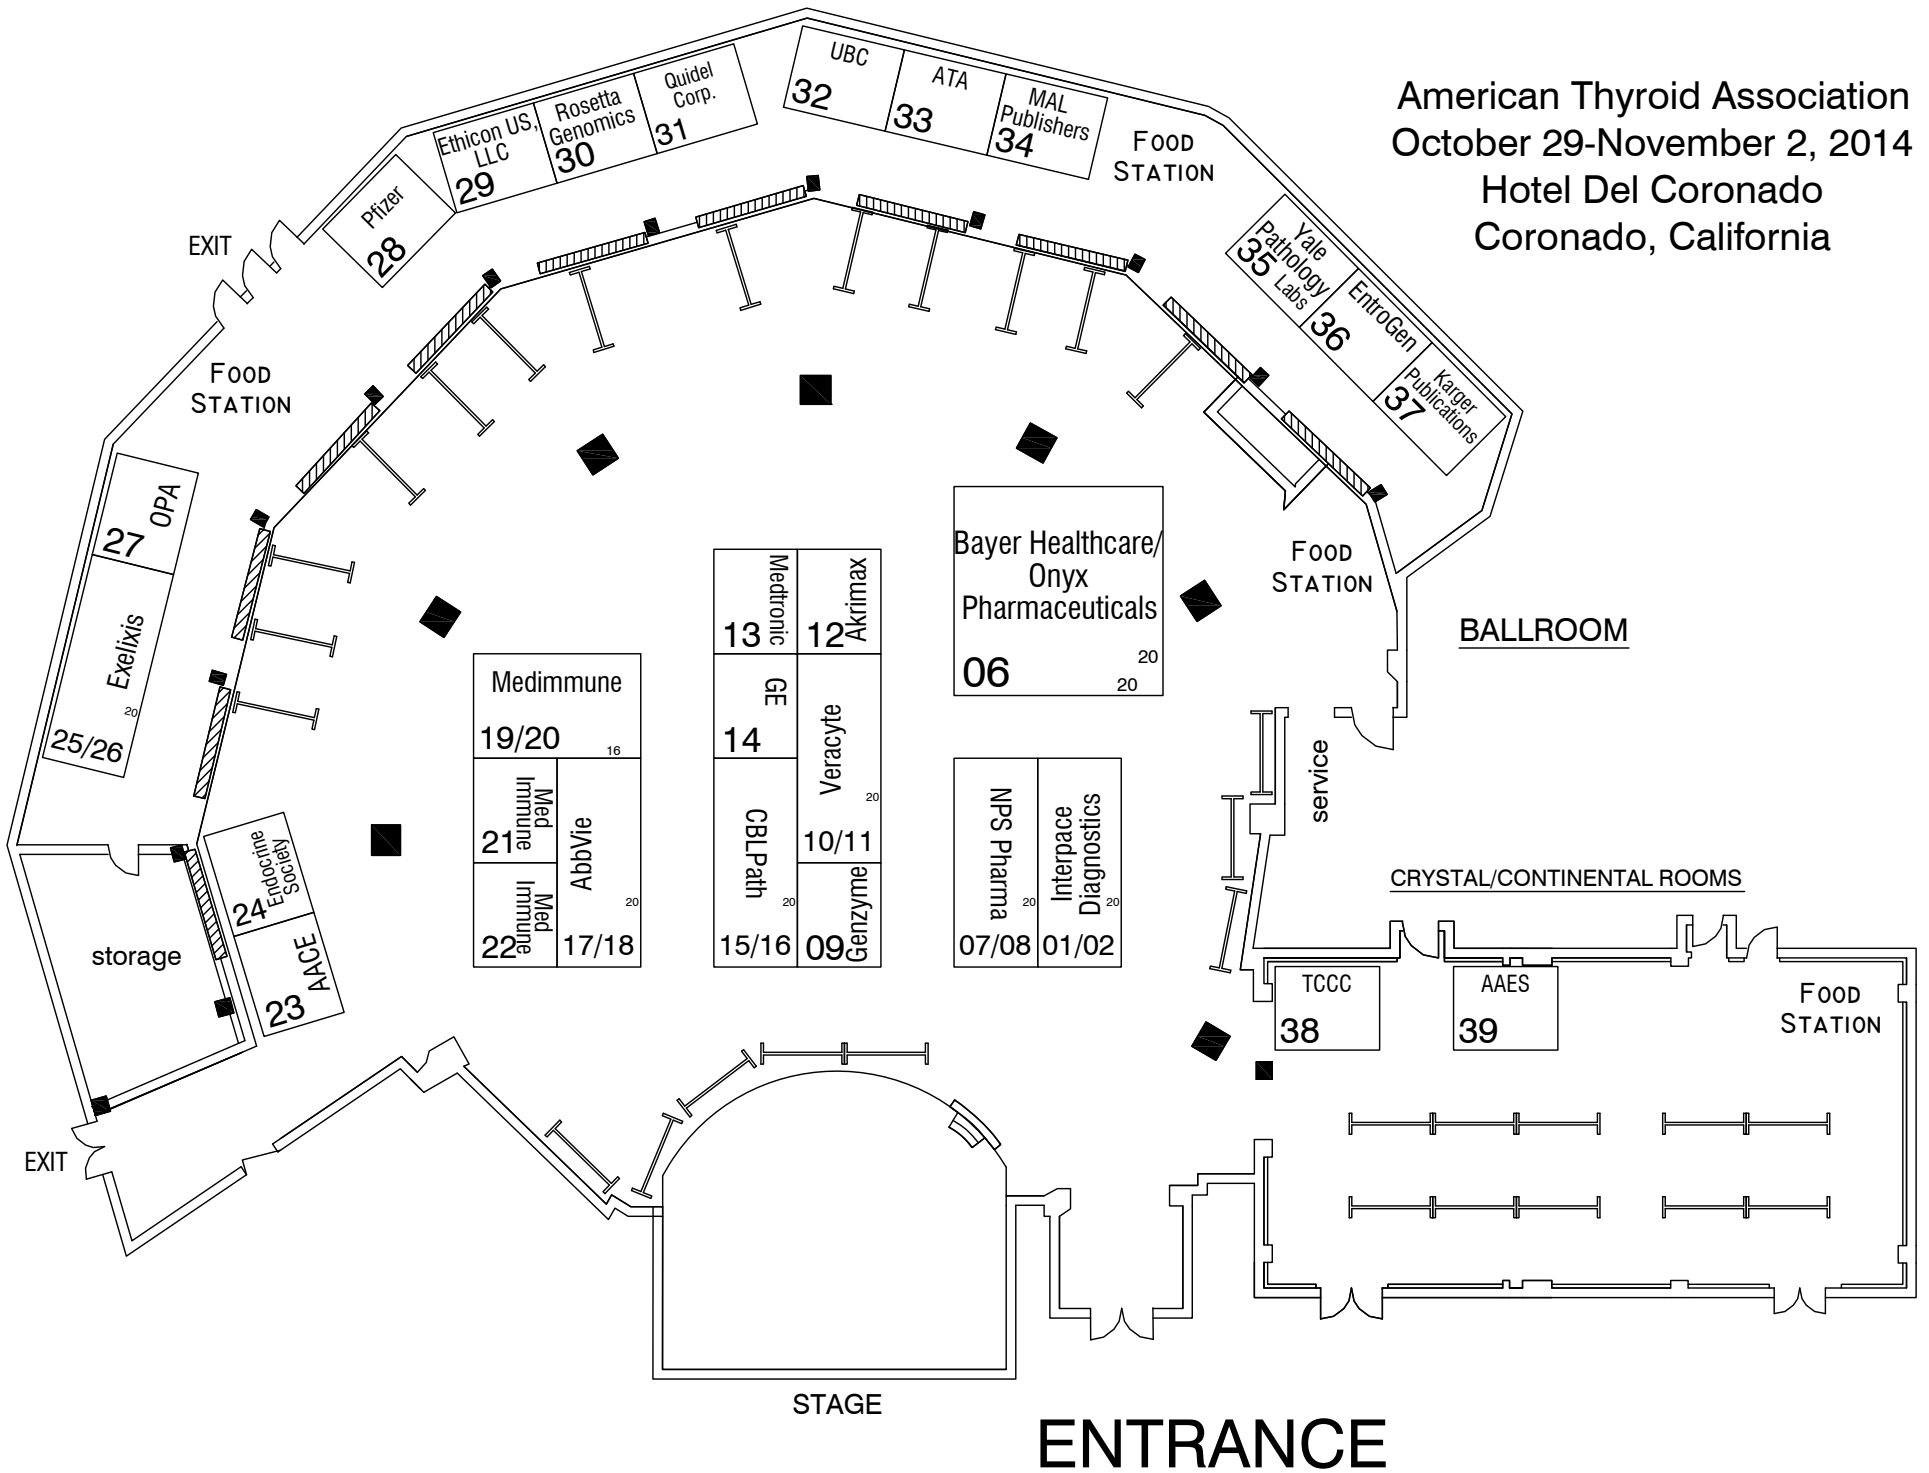 American Thyroid Association
October 29-November 2, 2014
Hotel Del Coronado
Coronado, California
UBC
32
ATA
33
MAL
Publishers
34
FOOD
STATION
Quidel
Corp.
31
Rosetta
Genomics
30
Ethicon US,
LLC
29
Pfizer
28
EXIT
FOOD
STATION
Yale
Pathology
Labs
35
EntroGen
36
Karger
Publications
37
OPA
27
Exelixis
20
25/26
Bayer Healthcare/
Onyx
Pharmaceuticals
06
20
20
FOOD
STATION
BALLROOM
Medtronic
13
Akrimax
12
GE
14
Veracyte
20
10/11
CBLPath
20
15/16
Genzyme
09
Medimmune
19/20
16
Med
Immune
21
Med
Immune
22
AbbVie
20
17/18
NPS Pharma
20
07/08
Interpace
Diagnostics
20
01/02
service
Endocrine
Society
24
AACE
23
storage
CRYSTAL/CONTINENTAL ROOMS
TCCC
38
AAES
39
FOOD
STATION
EXIT
STAGE
ENTRANCE